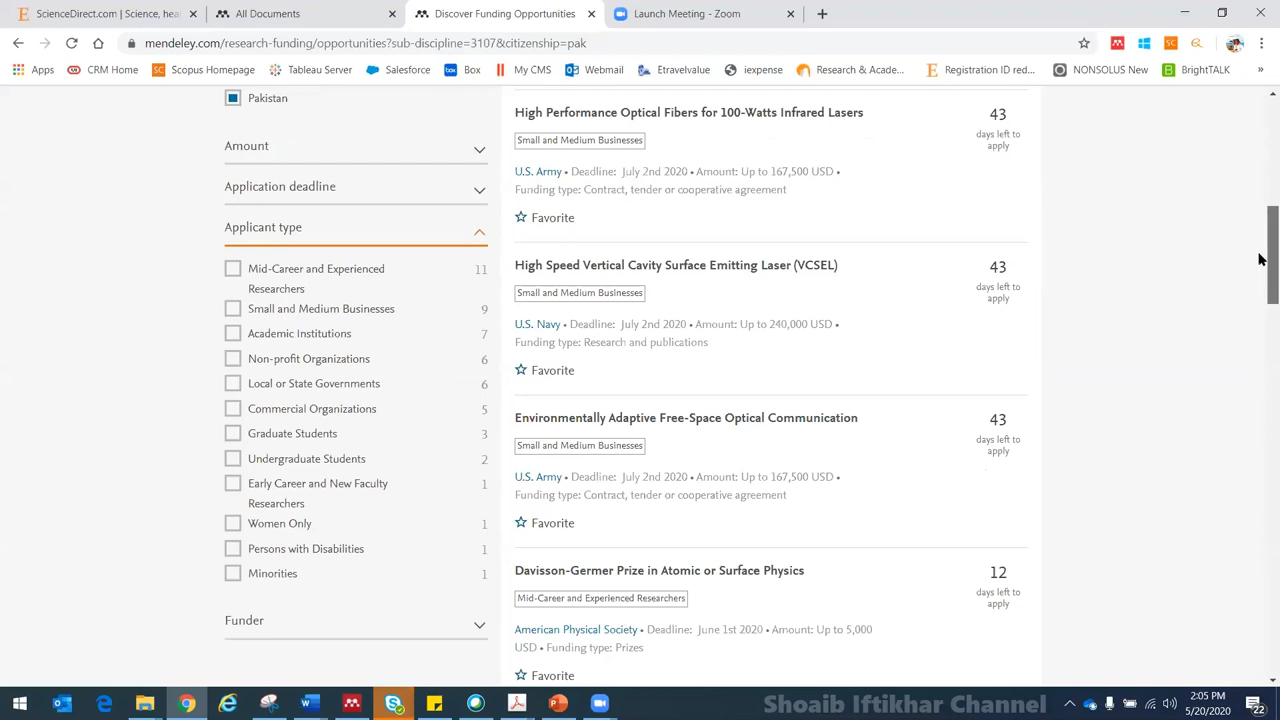 ScienceDirect.com | Science, hea
All Documents
Discover Funding Opportunities
Launch Meeting - Zoom
mendeley.com/research-funding/opportunities?sub-discipline=3107&citizenship=pak
Apps
CRM Home
Scopus Homepage
Tableau Server
Salesforce
Box
My CMS
Webmail
Etravelvalue
iexpense
Research & Acade...
Registration ID red...
NONSOLUS New
BrightTALK
»
Pakistan
Amount
Application deadline
Applicant type
Mid-Career and Experienced 11
Researchers
Small and Medium Businesses 9
Academic Institutions 7
Non-profit Organizations 6
Local or State Governments 6
Commercial Organizations 5
Graduate Students 3
Undergraduate Students 2
Early Career and New Faculty 1
Researchers
Women Only 1
Persons with Disabilities 1
Minorities 1
Funder
High Performance Optical Fibers for 100-Watts Infrared Lasers
43
days left to
apply
Small and Medium Businesses
U.S. Army • Deadline: July 2nd 2020 • Amount: Up to 167,500 USD •
Funding type: Contract, tender or cooperative agreement
Favorite
High Speed Vertical Cavity Surface Emitting Laser (VCSEL)
43
days left to
apply
Small and Medium Businesses
U.S. Navy • Deadline: July 2nd 2020 • Amount: Up to 240,000 USD •
Funding type: Research and publications
Favorite
Environmentally Adaptive Free-Space Optical Communication
43
days left to
apply
Small and Medium Businesses
U.S. Army • Deadline: July 2nd 2020 • Amount: Up to 167,500 USD •
Funding type: Contract, tender or cooperative agreement
Favorite
Davisson-Germer Prize in Atomic or Surface Physics
12
days left to
apply
Mid-Career and Experienced Researchers
American Physical Society • Deadline: June 1st 2020 • Amount: Up to 5,000
USD • Funding type: Prizes
Favorite
Shoaib Iftikhar Channel
2:05 PM
5/20/2020
22